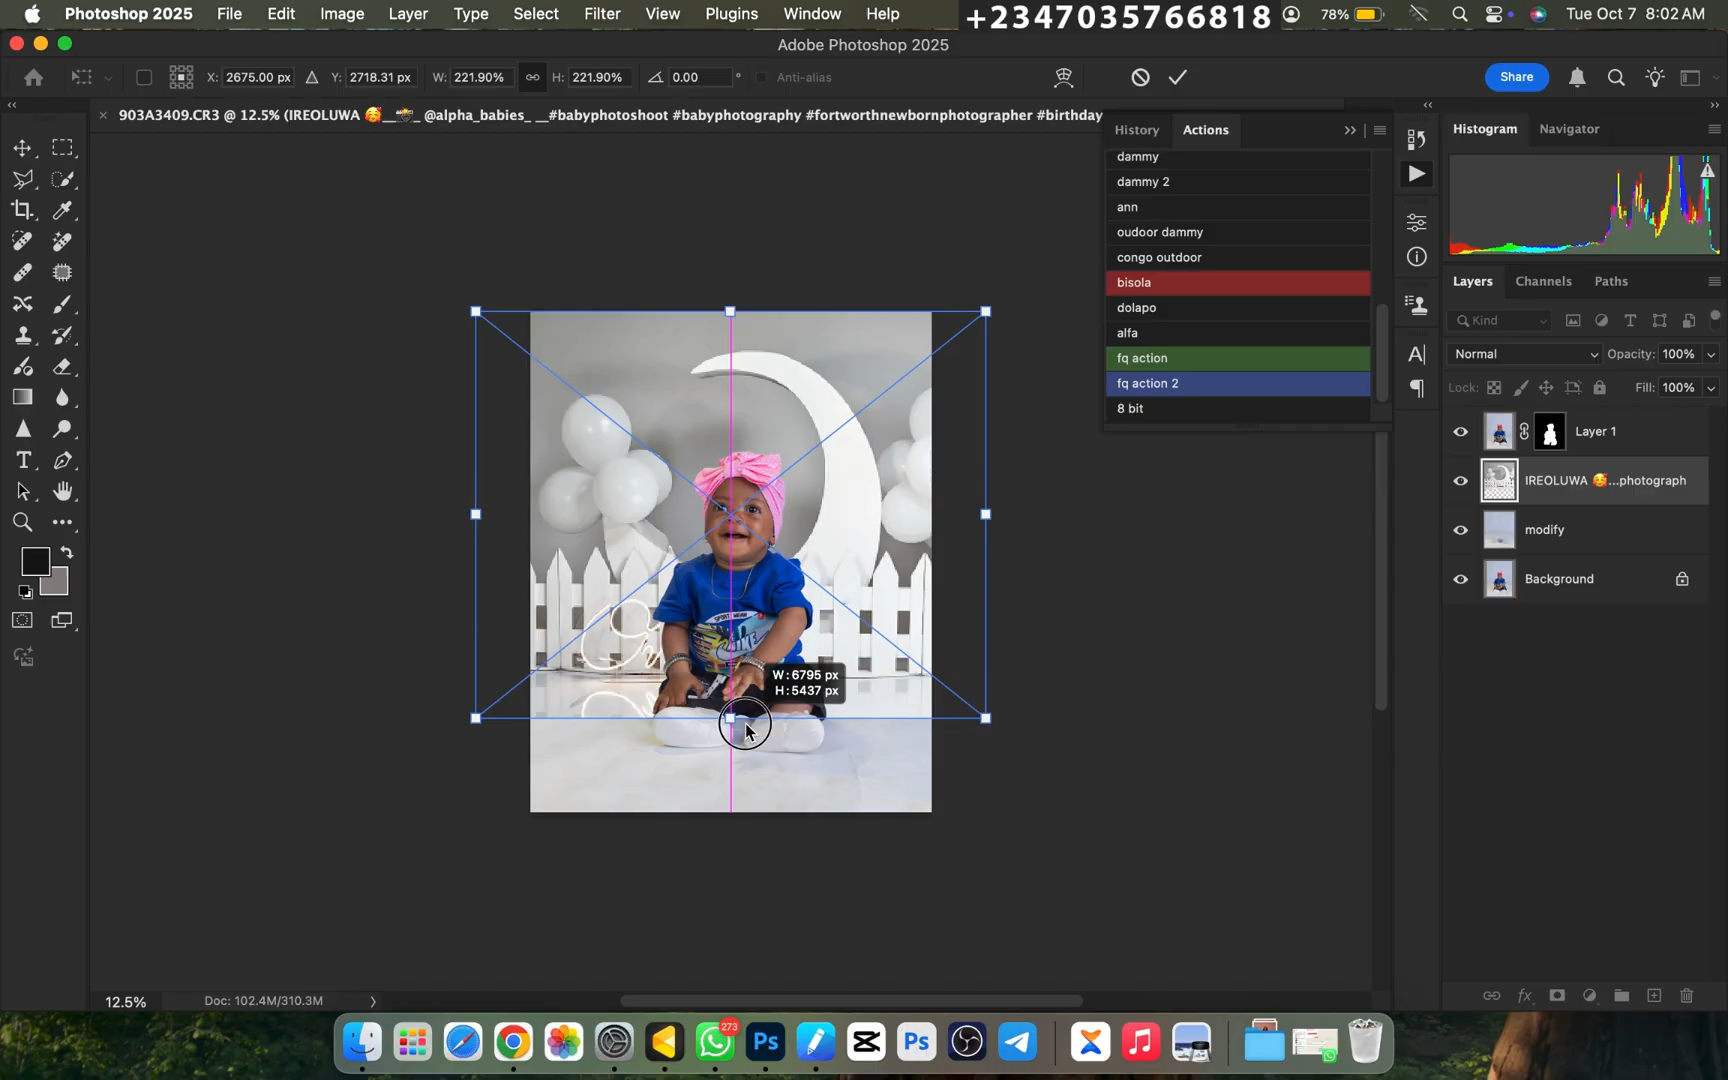 Photoshop 2025 File Edit Image Layer Type Select Filter View Plugins Window Help +2347035766818 78% Tue Oct 7 8:02 AM
Adobe Photoshop 2025
X: 2675.00 px Y: 2718.31 px W: 221.90% H: 221.90% 0.00 ° Anti-alias Share
903A3409.CR3 @ 12.5% (IREOLUWA 🥰__📸_ @alpha_babies_ __#babyphotoshoot #babyphotography #fortworthnewbornphotographer #birthday
History Actions
dammy
dammy 2
ann
oudoor dammy
congo outdoor
bisola
dolapo
alfa
fq action
fq action 2
8 bit
Histogram Navigator
Layers Channels Paths
Kind
Normal Opacity: 100%
Lock: Fill: 100%
Layer 1
IREOLUWA 🥰...photograph
modify
Background
W: 6795 px
H: 5437 px
12.5% Doc: 102.4M/310.3M
273
Ps
Ps